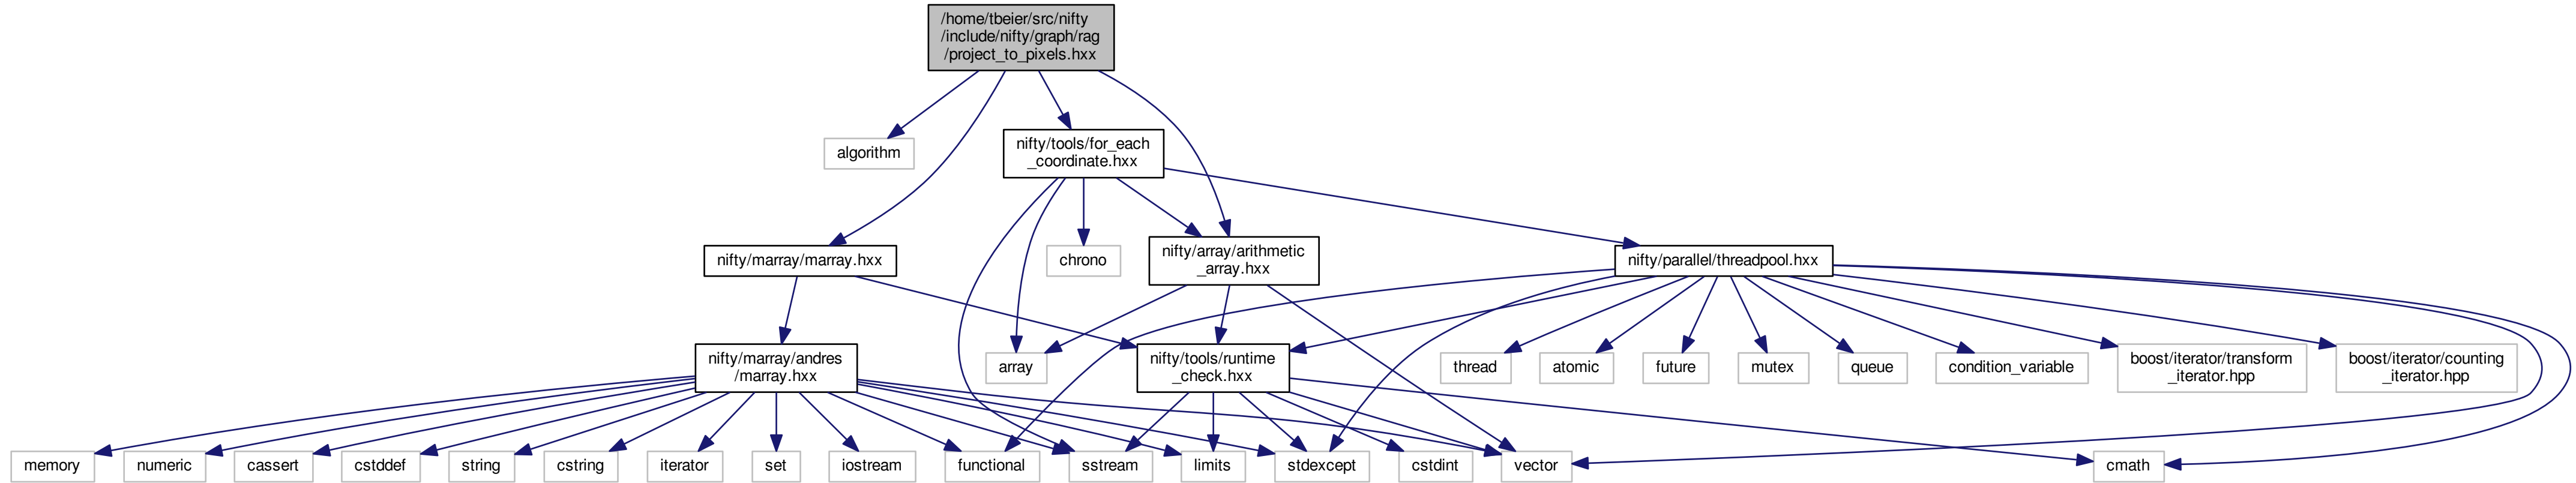 /home/tbeier/src/nifty
/include/nifty/graph/rag
/project_to_pixels.hxx
algorithm
nifty/tools/for_each
_coordinate.hxx
nifty/marray/marray.hxx
chrono
nifty/array/arithmetic
_array.hxx
nifty/parallel/threadpool.hxx
nifty/marray/andres
/marray.hxx
array
nifty/tools/runtime
_check.hxx
thread
atomic
future
mutex
queue
condition_variable
boost/iterator/transform
_iterator.hpp
boost/iterator/counting
_iterator.hpp
memory
numeric
cassert
cstddef
string
cstring
iterator
set
iostream
functional
sstream
limits
stdexcept
cstdint
vector
cmath